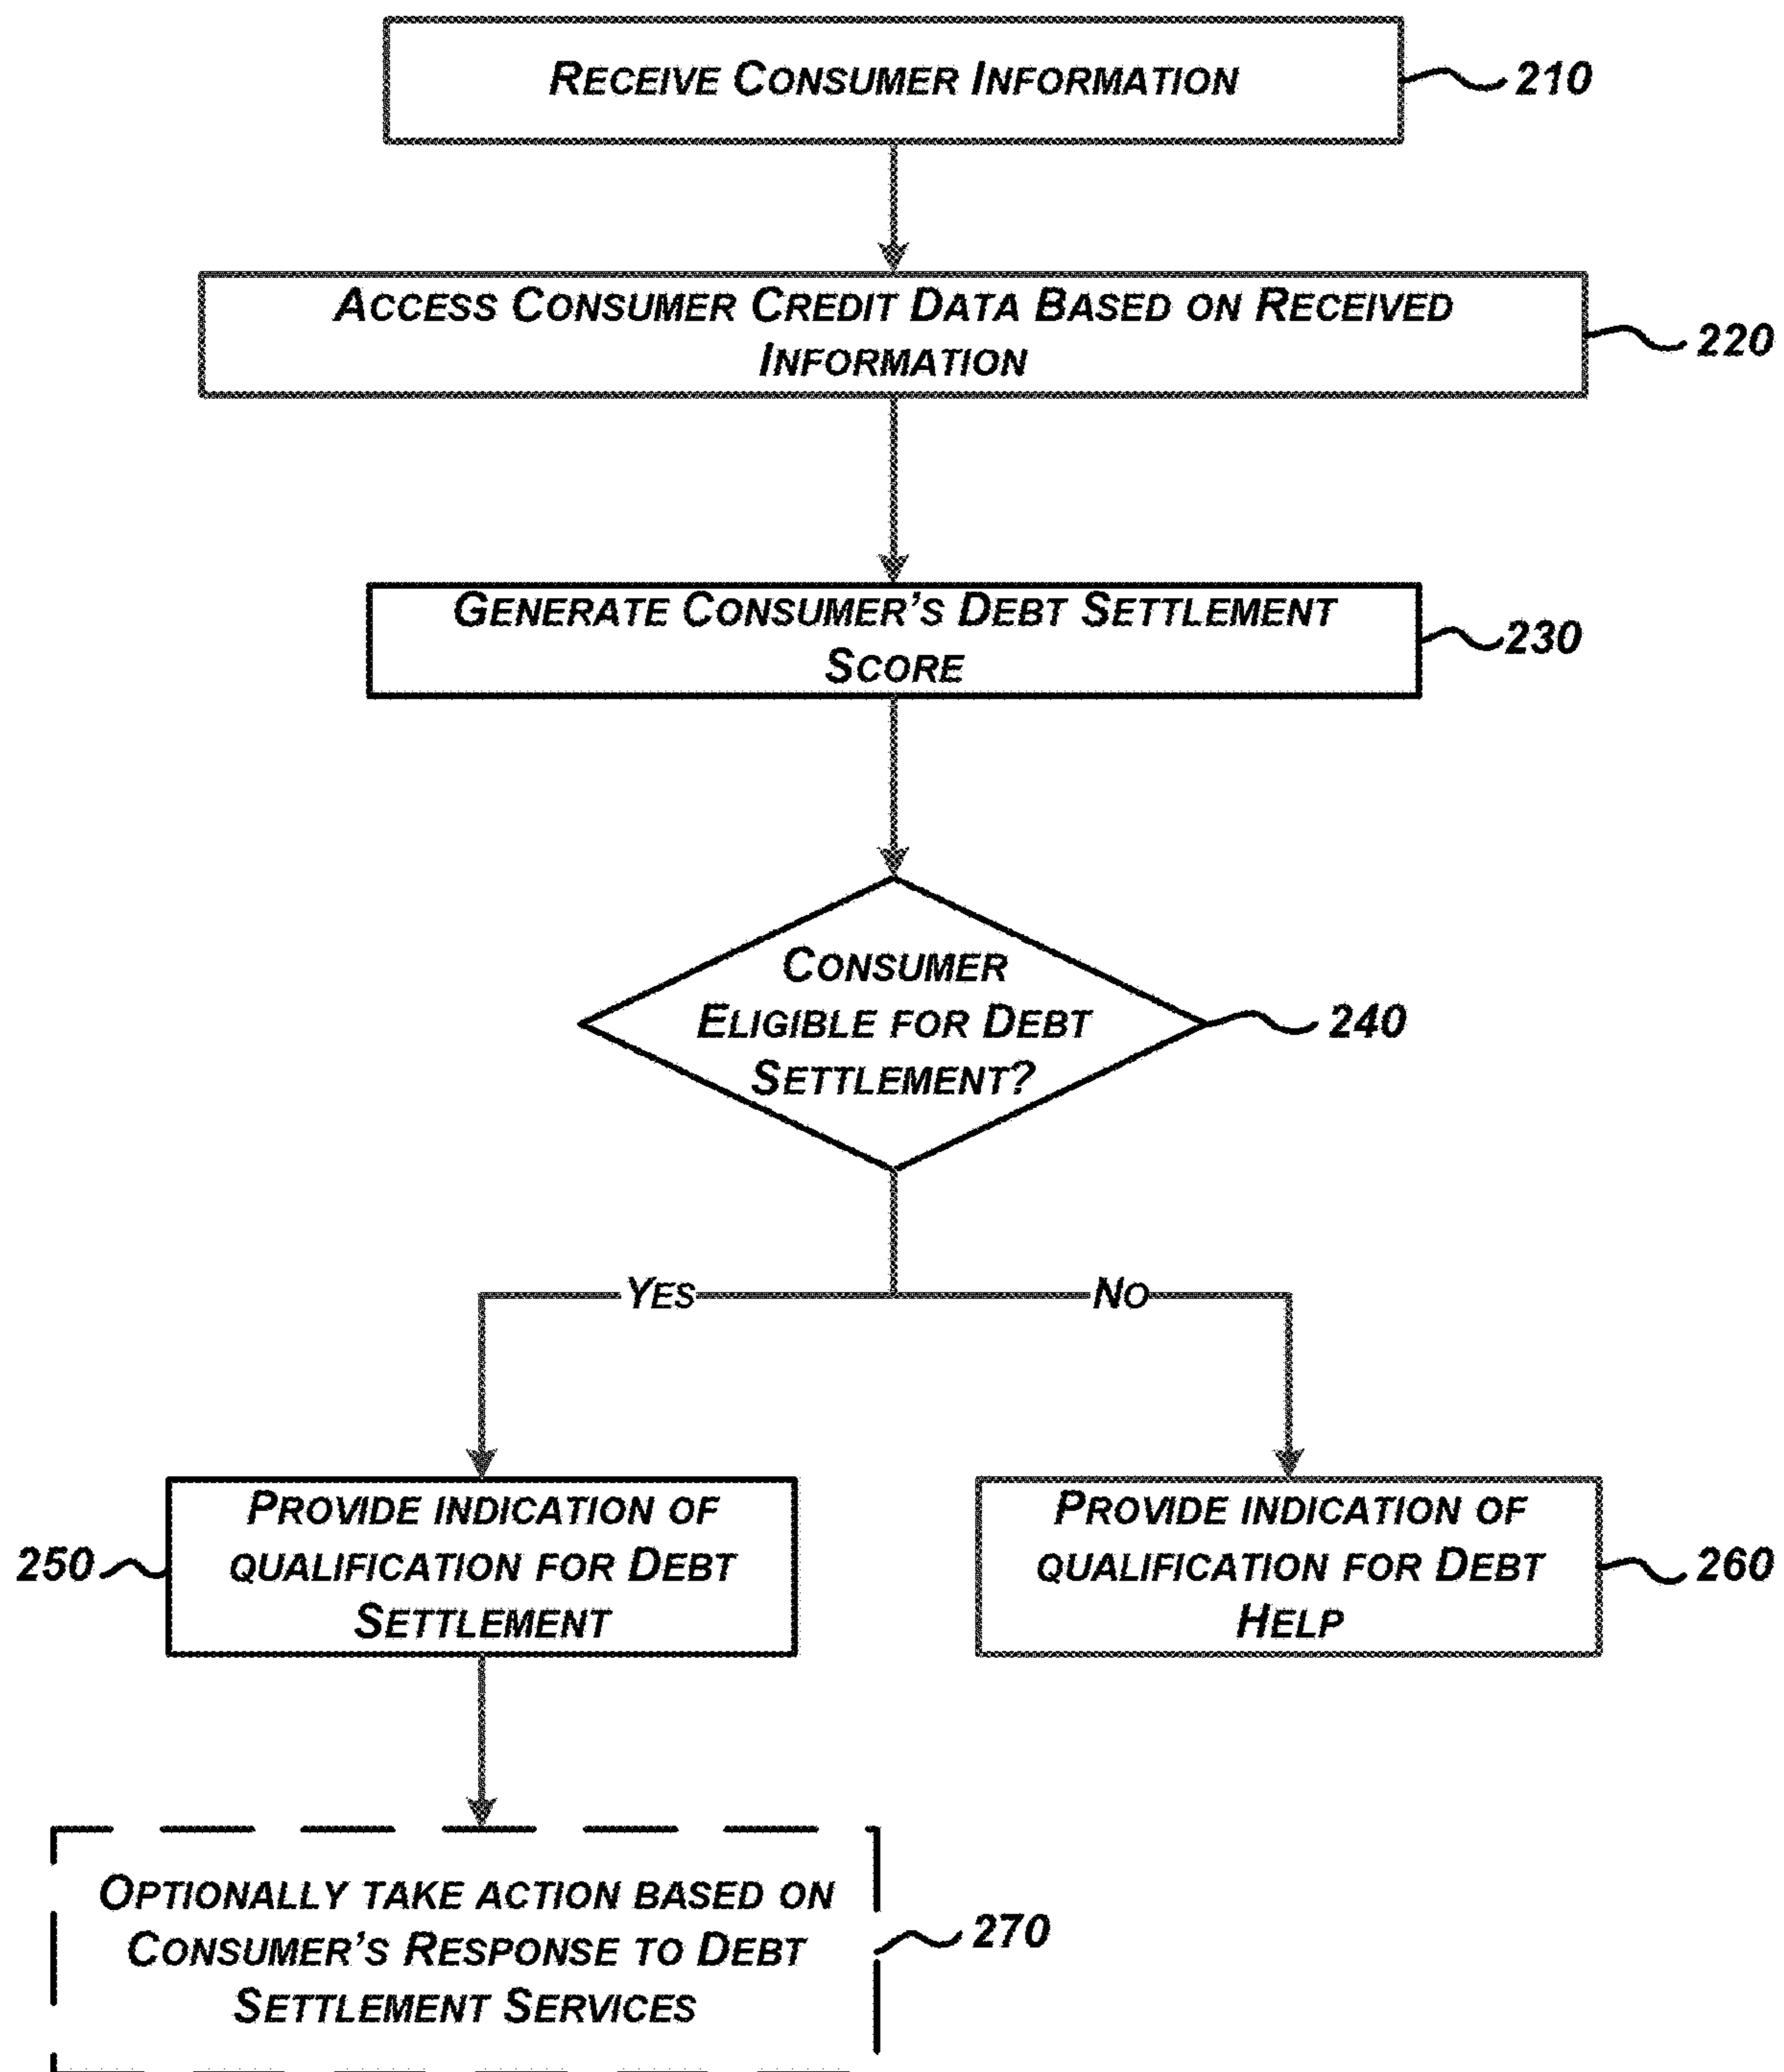 RECEIVE CONSUMER INFORMATION
210
ACCESS CONSUMER CREDIT DATA BASED ON RECEIVED
INFORMATION
220
GENERATE CONSUMER'S DEBT SETTLEMENT
SCORE
230
CONSUMER
ELIGIBLE FOR DEBT
SETTLEMENT?
240
YES
NO
250
PROVIDE INDICATION OF
QUALIFICATION FOR DEBT
SETTLEMENT
PROVIDE INDICATION OF
QUALIFICATION FOR DEBT
HELP
260
OPTIONALLY TAKE ACTION BASED ON
CONSUMER'S RESPONSE TO DEBT
SETTLEMENT SERVICES
270